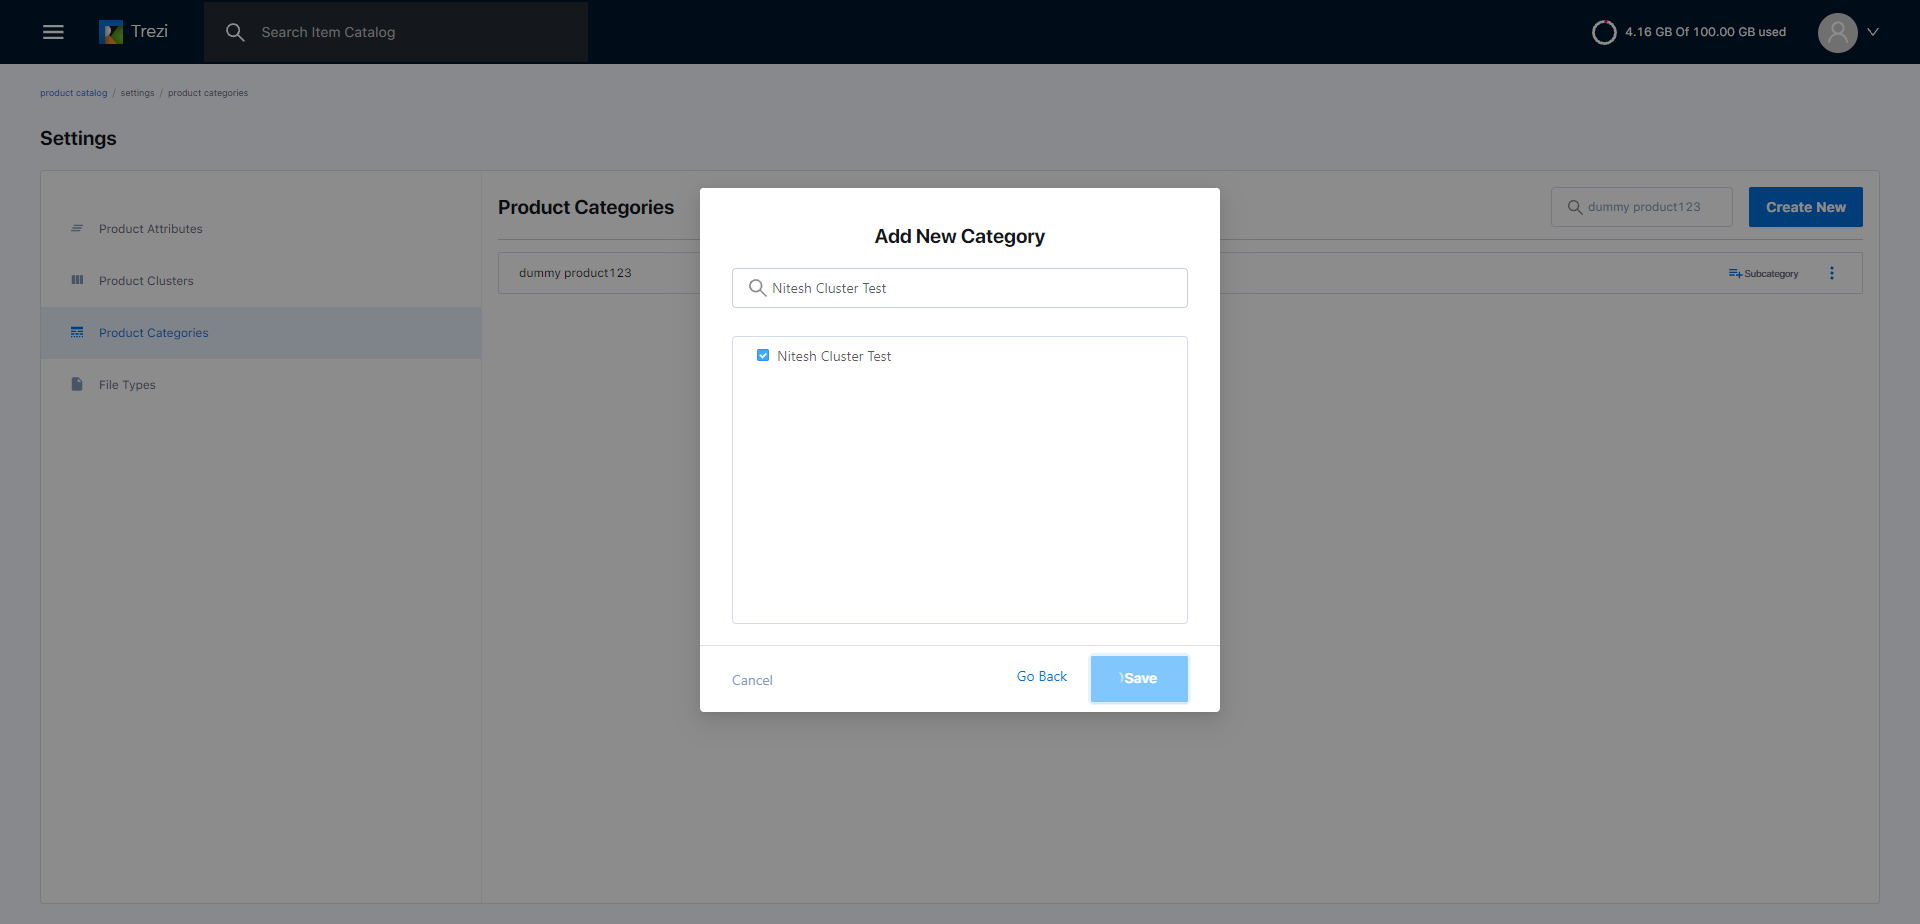 Trezi
Search Item Catalog
4.16 GB Of 100.00 GB used
product catalog / settings / product categories
Settings
Product Attributes
Product Clusters
Product Categories
File Types
Product Categories
dummy product123
Create New
dummy product123
Subcategory
Add New Category
Nitesh Cluster Test
Nitesh Cluster Test
Cancel
Go Back
Save